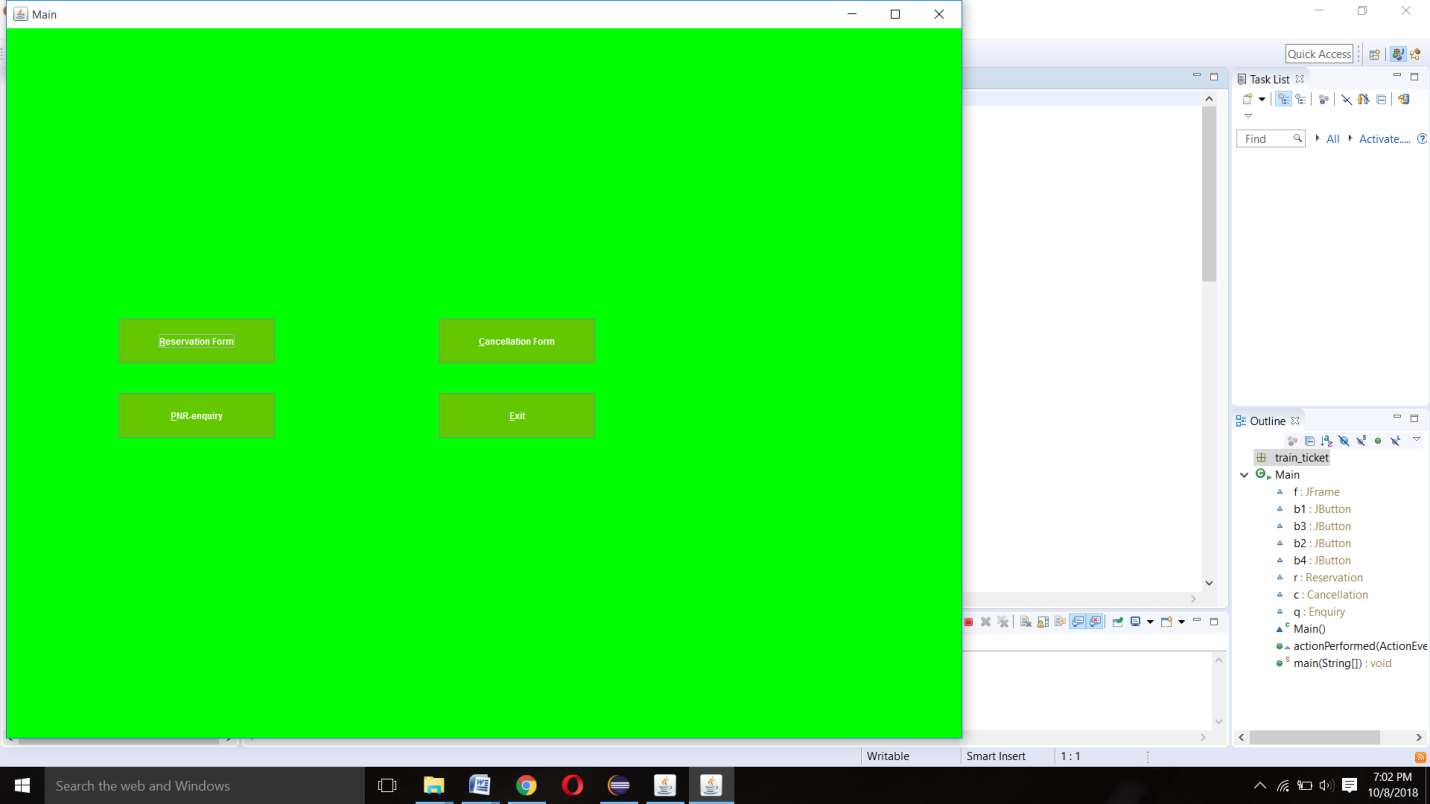 Main
Reservation Form
Cancellation Form
PNR-enquiry
Exit
Quick Access
Task List
Find
All
Activate.....
Outline
train_ticket
Main
f : JFrame
b1 : JButton
b3 : JButton
b2 : JButton
b4 : JButton
r : Reservation
c : Cancellation
q : Enquiry
Main()
actionPerformed(ActionEve
main(String[]) : void
Writable
Smart Insert
1 : 1
Search the web and Windows
7:02 PM
10/8/2018